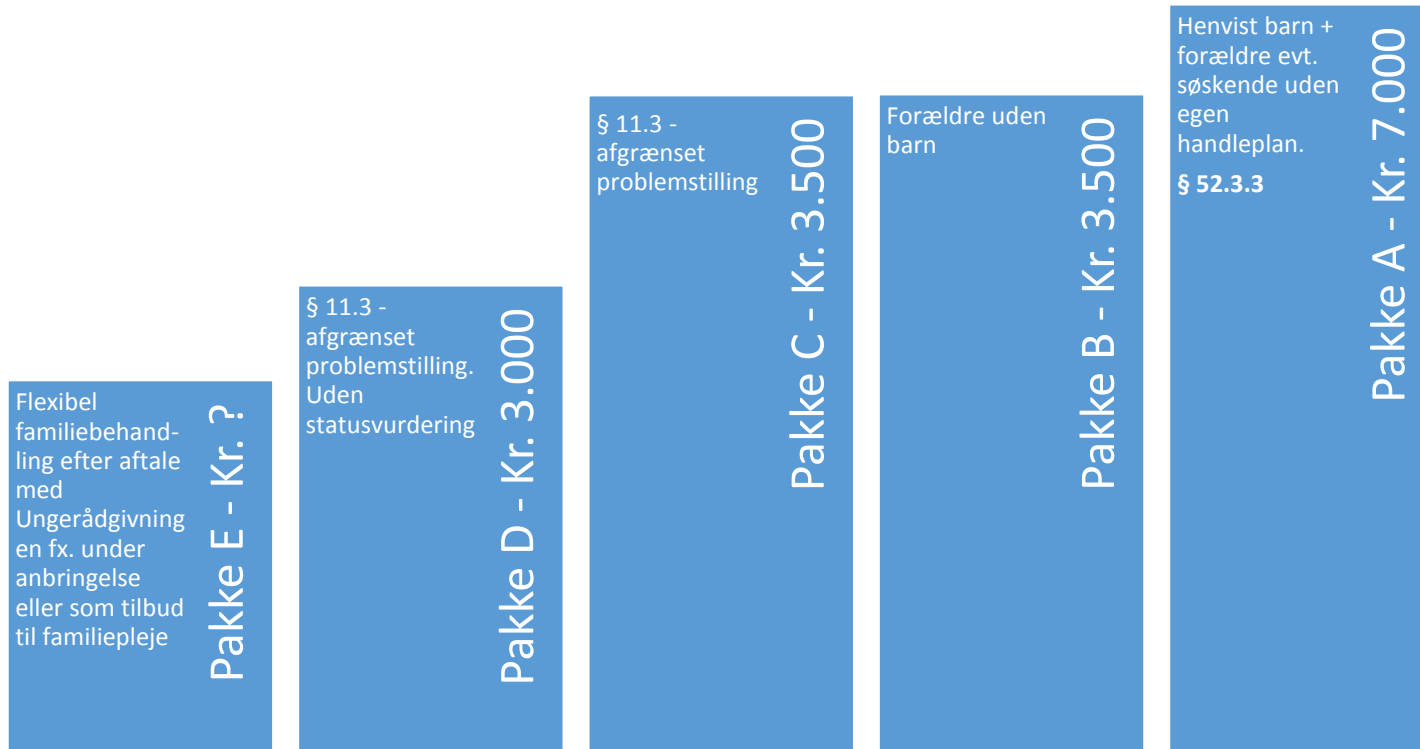 Flexibel
familiebehand-
ling efter aftale
med
Ungerådgivning
en fx. under
anbringelse
eller som tilbud
til familiepleje
Pakke E - Kr. ?
§ 11.3 -
afgrænset
problemstilling.
Uden
statusvurdering
Pakke D - Kr. 3.000
§ 11.3 -
afgrænset
problemstilling
Pakke C - Kr. 3.500
Forældre uden
barn
Pakke B - Kr. 3.500
Henvist barn +
forældre evt.
søskende uden
egen
handleplan.
§ 52.3.3
Pakke A - Kr. 7.000